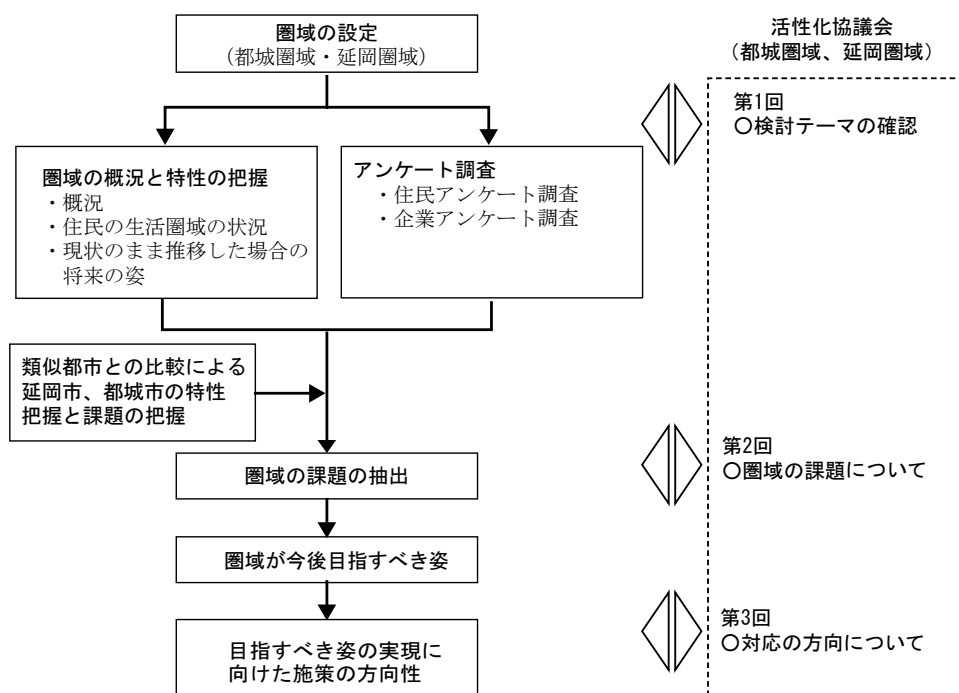 圏域の設定
（都城圏域・延岡圏域）
圏域の概況と特性の把握
・概況
・住民の生活圏域の状況
・現状のまま推移した場合の
将来の姿
アンケート調査
・住民アンケート調査
・企業アンケート調査
類似都市との比較による
延岡市、都城市の特性
把握と課題の把握
圏域の課題の抽出
圏域が今後目指すべき姿
目指すべき姿の実現に
向けた施策の方向性
活性化協議会
（都城圏域、延岡圏域）
第1回
○検討テーマの確認
第2回
○圏域の課題について
第3回
○対応の方向について